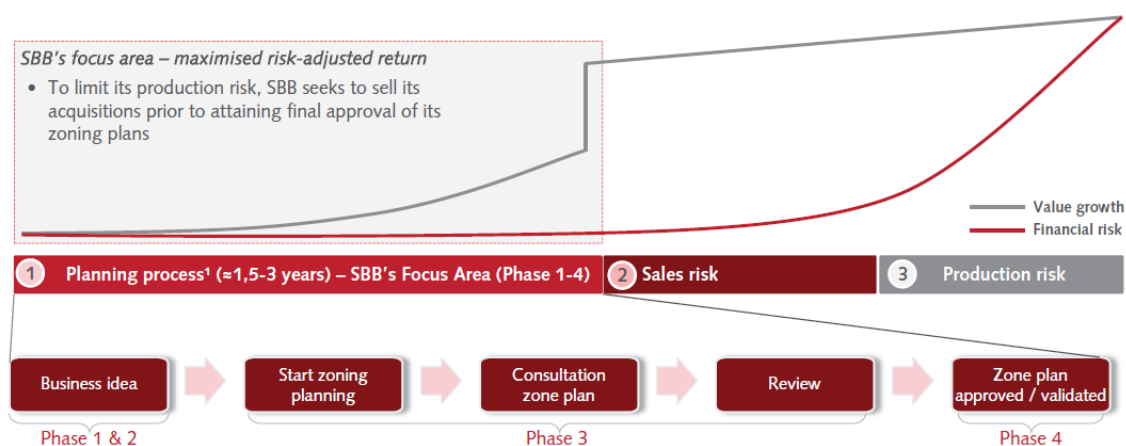 SBB's focus area – maximised risk-adjusted return
• To limit its production risk, SBB seeks to sell its
acquisitions prior to attaining final approval of its
zoning plans
Value growth
Financial risk
1 Planning process¹ (≈1,5-3 years) – SBB's Focus Area (Phase 1-4)
2 Sales risk
3 Production risk
Business idea
Start zoning
planning
Consultation
zone plan
Review
Zone plan
approved / validated
Phase 1 & 2
Phase 3
Phase 4